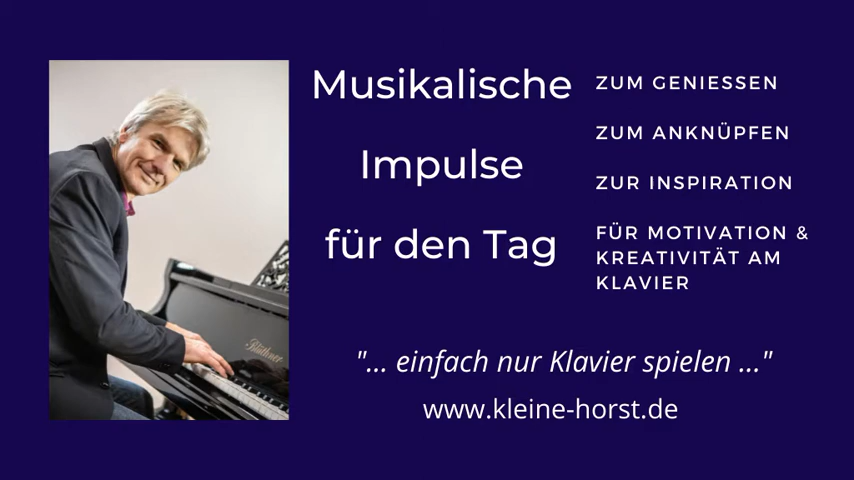 Musikalische
Impulse
für den Tag
ZUM GENIESSEN
ZUM ANKNÜPFEN
ZUR INSPIRATION
FÜR MOTIVATION &
KREATIVITÄT AM
KLAVIER
Blüthner
"... einfach nur Klavier spielen ..."
www.kleine-horst.de